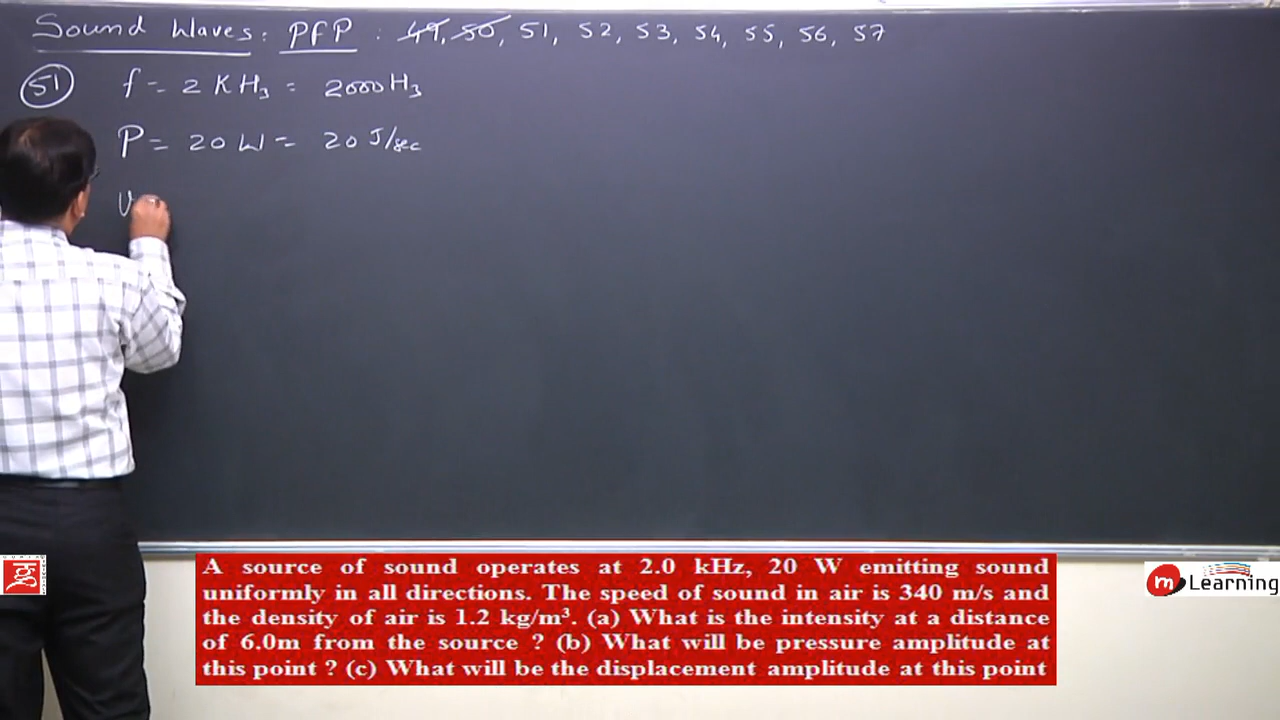 Sound Waves: PfP : 49, 50, 51, 52, 53, 54, 55, 56, 57
51 f = 2 KHz = 2000Hz
P = 20 W = 20 J/sec
V
A source of sound operates at 2.0 kHz, 20 W emitting sound
uniformly in all directions. The speed of sound in air is 340 m/s and
the density of air is 1.2 kg/m³. (a) What is the intensity at a distance
of 6.0m from the source ? (b) What will be pressure amplitude at
this point ? (c) What will be the displacement amplitude at this point
m Learning